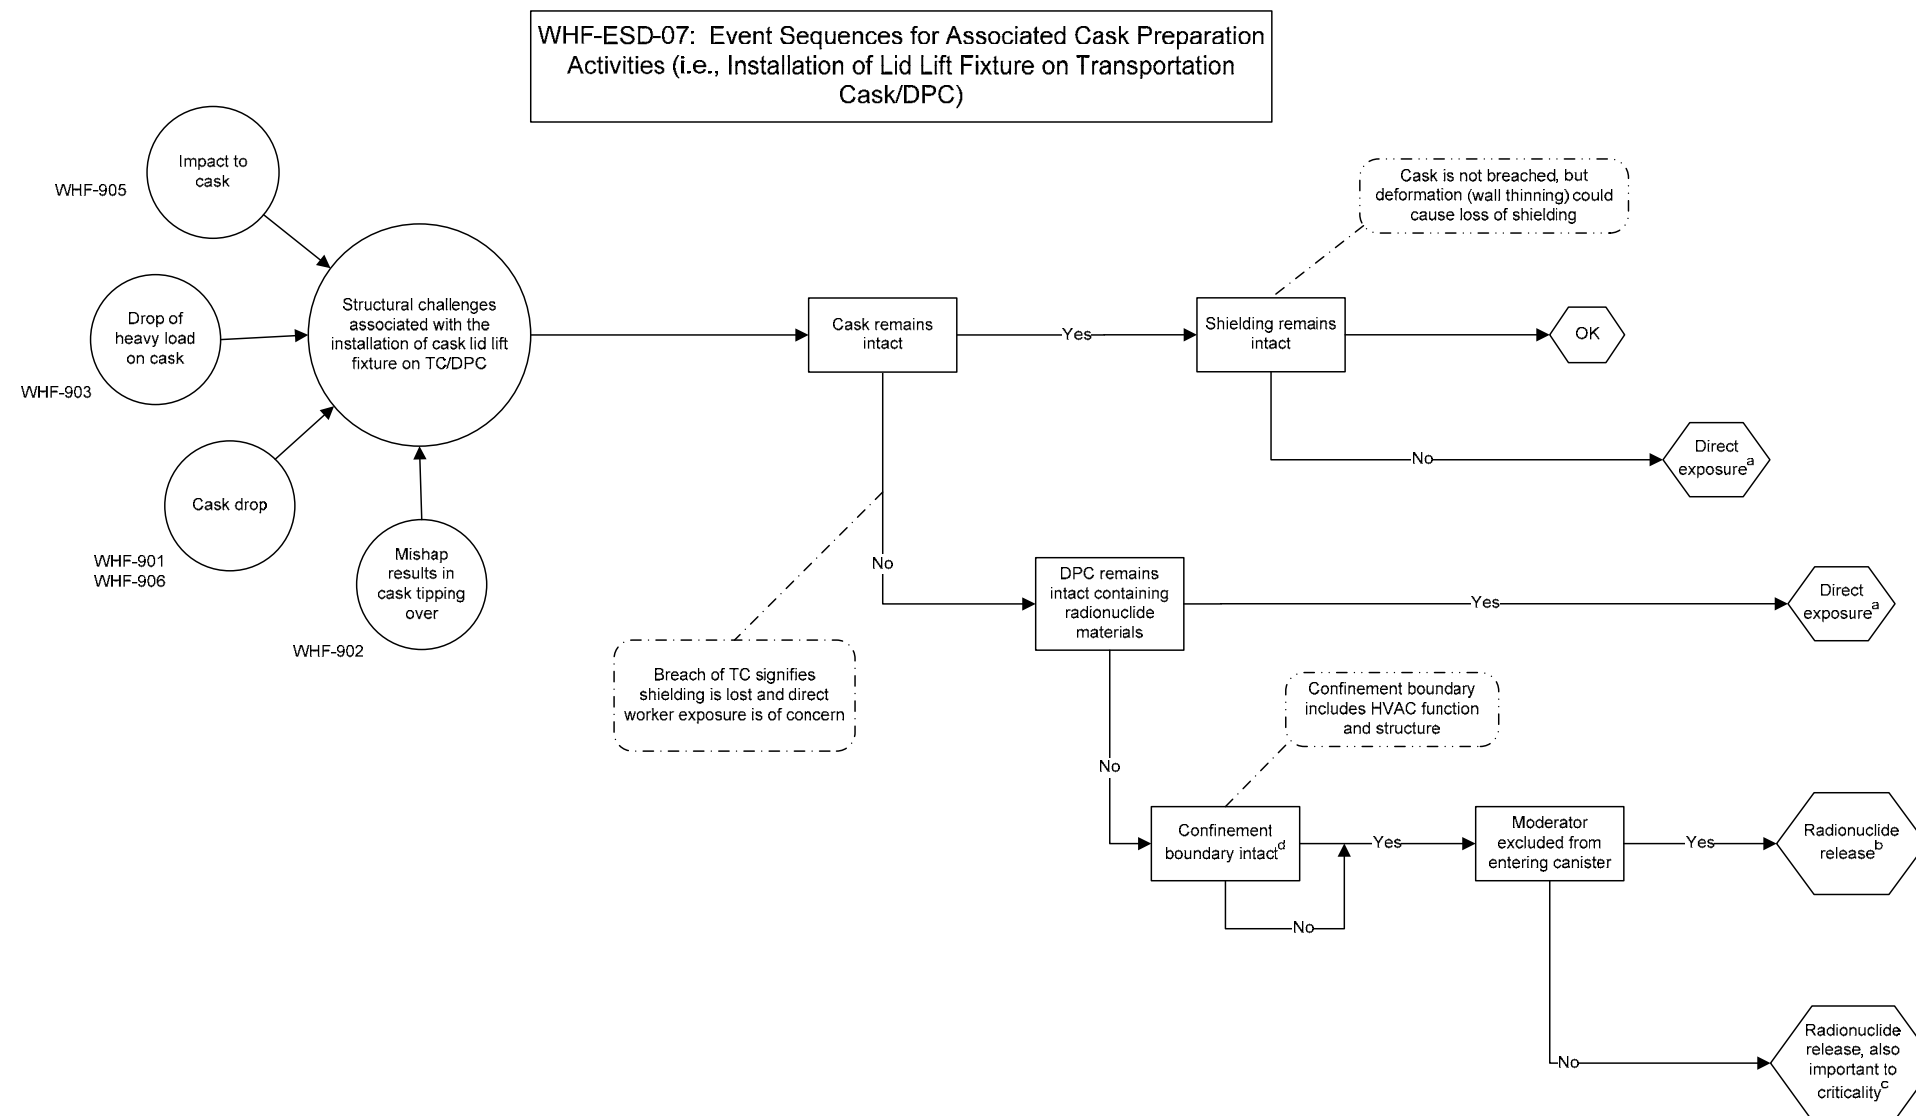 WHF-ESD-07: Event Sequences for Associated Cask Preparation
Activities (i.e., Installation of Lid Lift Fixture on Transportation
Cask/DPC)
Impact to
cask
WHF-905
Drop of
heavy load
on cask
WHF-903
Cask drop
WHF-901
WHF-906
Mishap
results in
cask tipping
over
WHF-902
Structural challenges
associated with the
installation of cask lid lift
fixture on TC/DPC
Cask remains
intact
Yes
Shielding remains
intact
Cask is not breached, but
deformation (wall thinning) could
cause loss of shielding
OK
No
Direct
exposure^a
No
Breach of TC signifies
shielding is lost and direct
worker exposure is of concern
DPC remains
intact containing
radionuclide
materials
Yes
Direct
exposure^a
No
Confinement boundary
includes HVAC function
and structure
Confinement
boundary intact^d
Yes
No
Moderator
excluded from
entering canister
Yes
Radionuclide
release^b
No
Radionuclide
release, also
important to
criticality^c